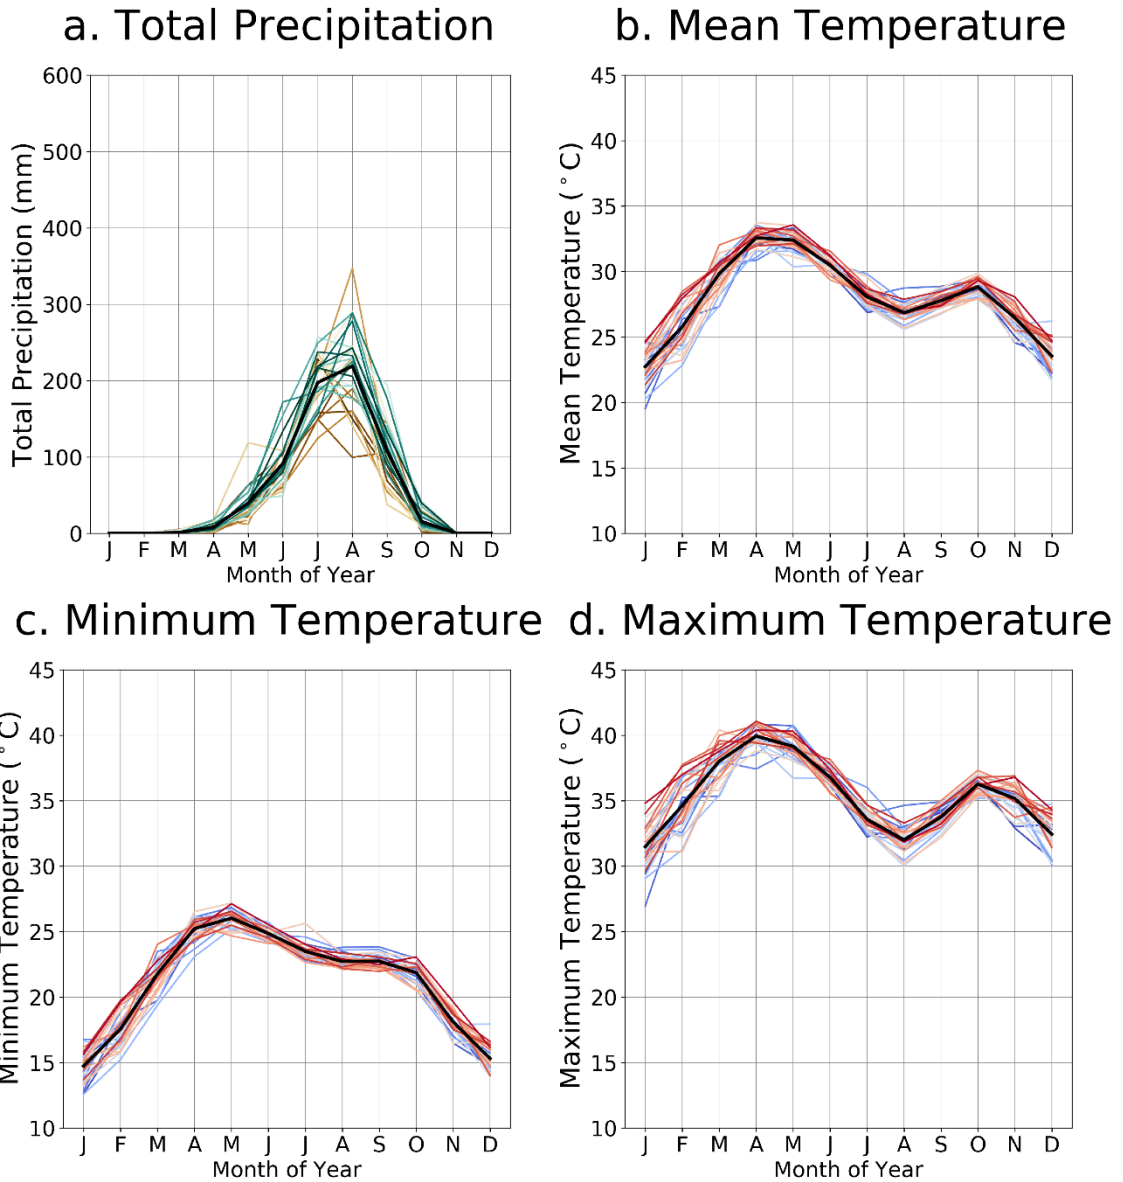 a. Total Precipitation
600
500
400
300
200
100
0
Total Precipitation (mm)
J F M A M J J A S O N D
Month of Year
b. Mean Temperature
45
40
35
30
25
20
15
10
Mean Temperature (°C)
J F M A M J J A S O N D
Month of Year
c. Minimum Temperature
45
40
35
30
25
20
15
10
Minimum Temperature (°C)
J F M A M J J A S O N D
Month of Year
d. Maximum Temperature
45
40
35
30
25
20
15
10
Maximum Temperature (°C)
J F M A M J J A S O N D
Month of Year